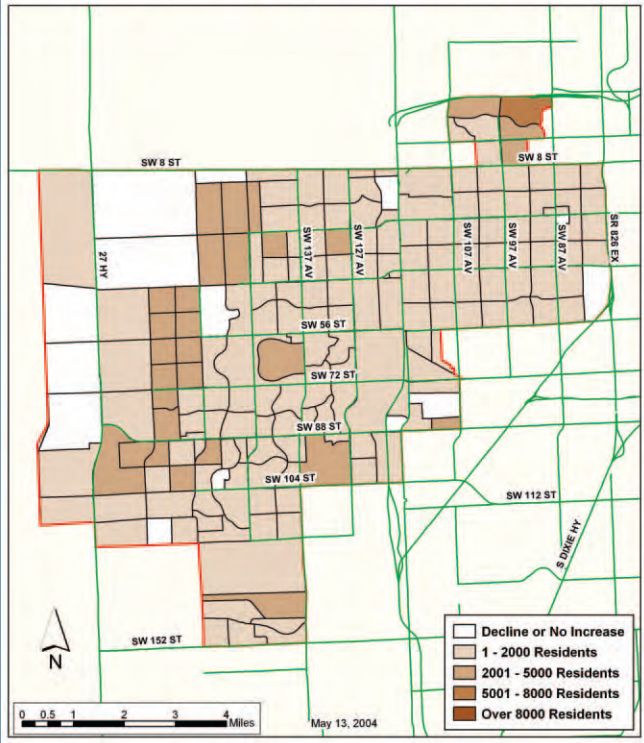 SW 8 ST
SW 8 ST
27 HY
SW 137 AV
SW 127 AV
SW 107 AV
SW 97 AV
SW 87 AV
SR 826 EX
SW 56 ST
SW 72 ST
SW 88 ST
SW 104 ST
SW 112 ST
S DIXIE HY
SW 152 ST
N
Decline or No Increase
1 - 2000 Residents
2001 - 5000 Residents
5001 - 8000 Residents
Over 8000 Residents
0 0.5 1 2 3 4
Miles
May 13, 2004